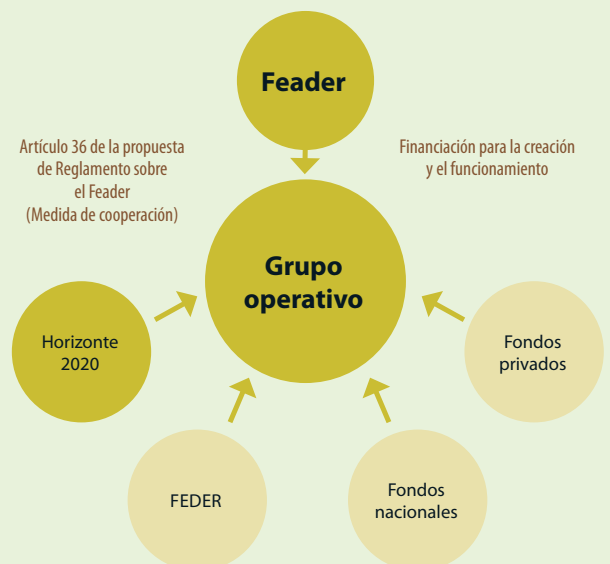 Feader
Artículo 36 de la propuesta
de Reglamento sobre
el Feader
(Medida de cooperación)
Financiación para la creación
y el funcionamiento
Grupo
operativo
Horizonte
2020
Fondos
privados
FEDER
Fondos
nacionales